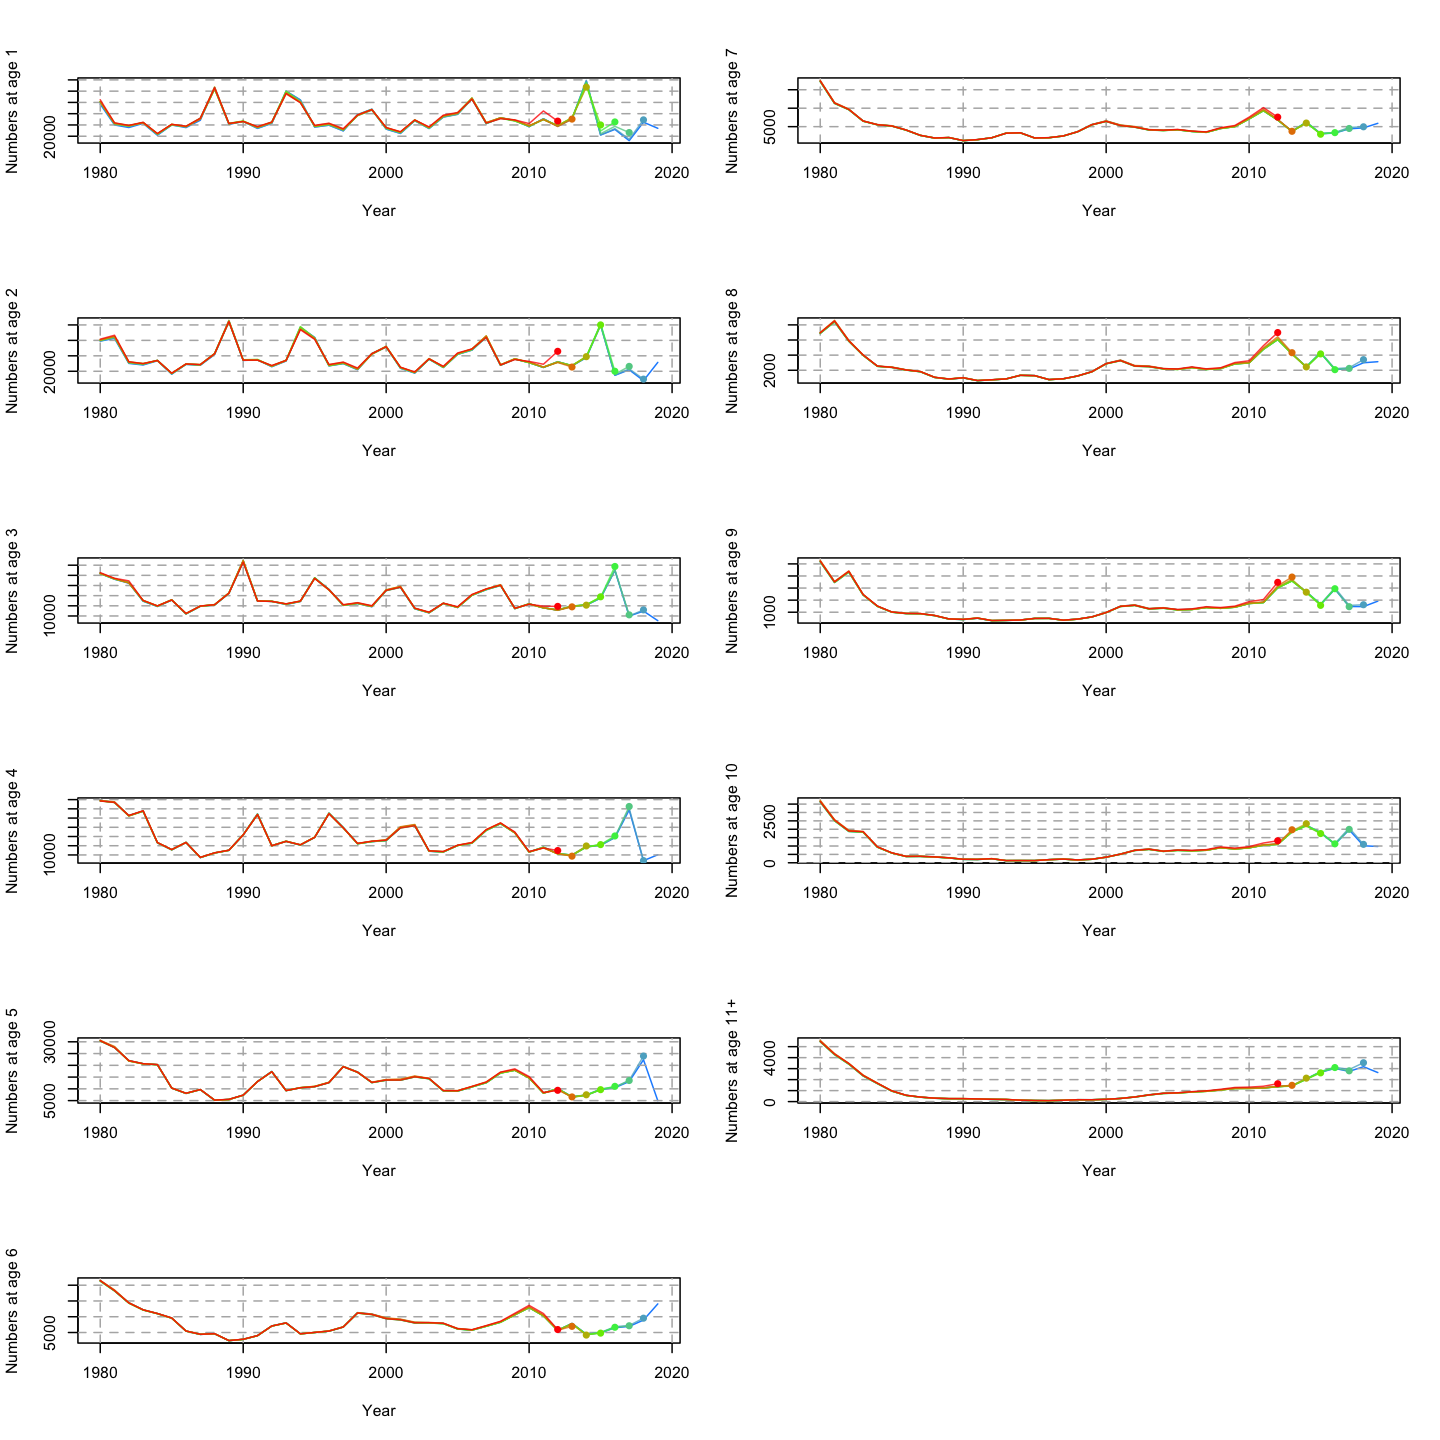 Numbers at age 1
20000
1980 1990 2000 2010 2020
Year
Numbers at age 2
20000
1980 1990 2000 2010 2020
Year
Numbers at age 3
10000
1980 1990 2000 2010 2020
Year
Numbers at age 4
10000
1980 1990 2000 2010 2020
Year
Numbers at age 5
5000 30000
1980 1990 2000 2010 2020
Year
Numbers at age 6
5000
1980 1990 2000 2010 2020
Year
Numbers at age 7
5000
1980 1990 2000 2010 2020
Year
Numbers at age 8
2000
1980 1990 2000 2010 2020
Year
Numbers at age 9
1000
1980 1990 2000 2010 2020
Year
Numbers at age 10
0 2500
1980 1990 2000 2010 2020
Year
Numbers at age 11+
0 4000
1980 1990 2000 2010 2020
Year